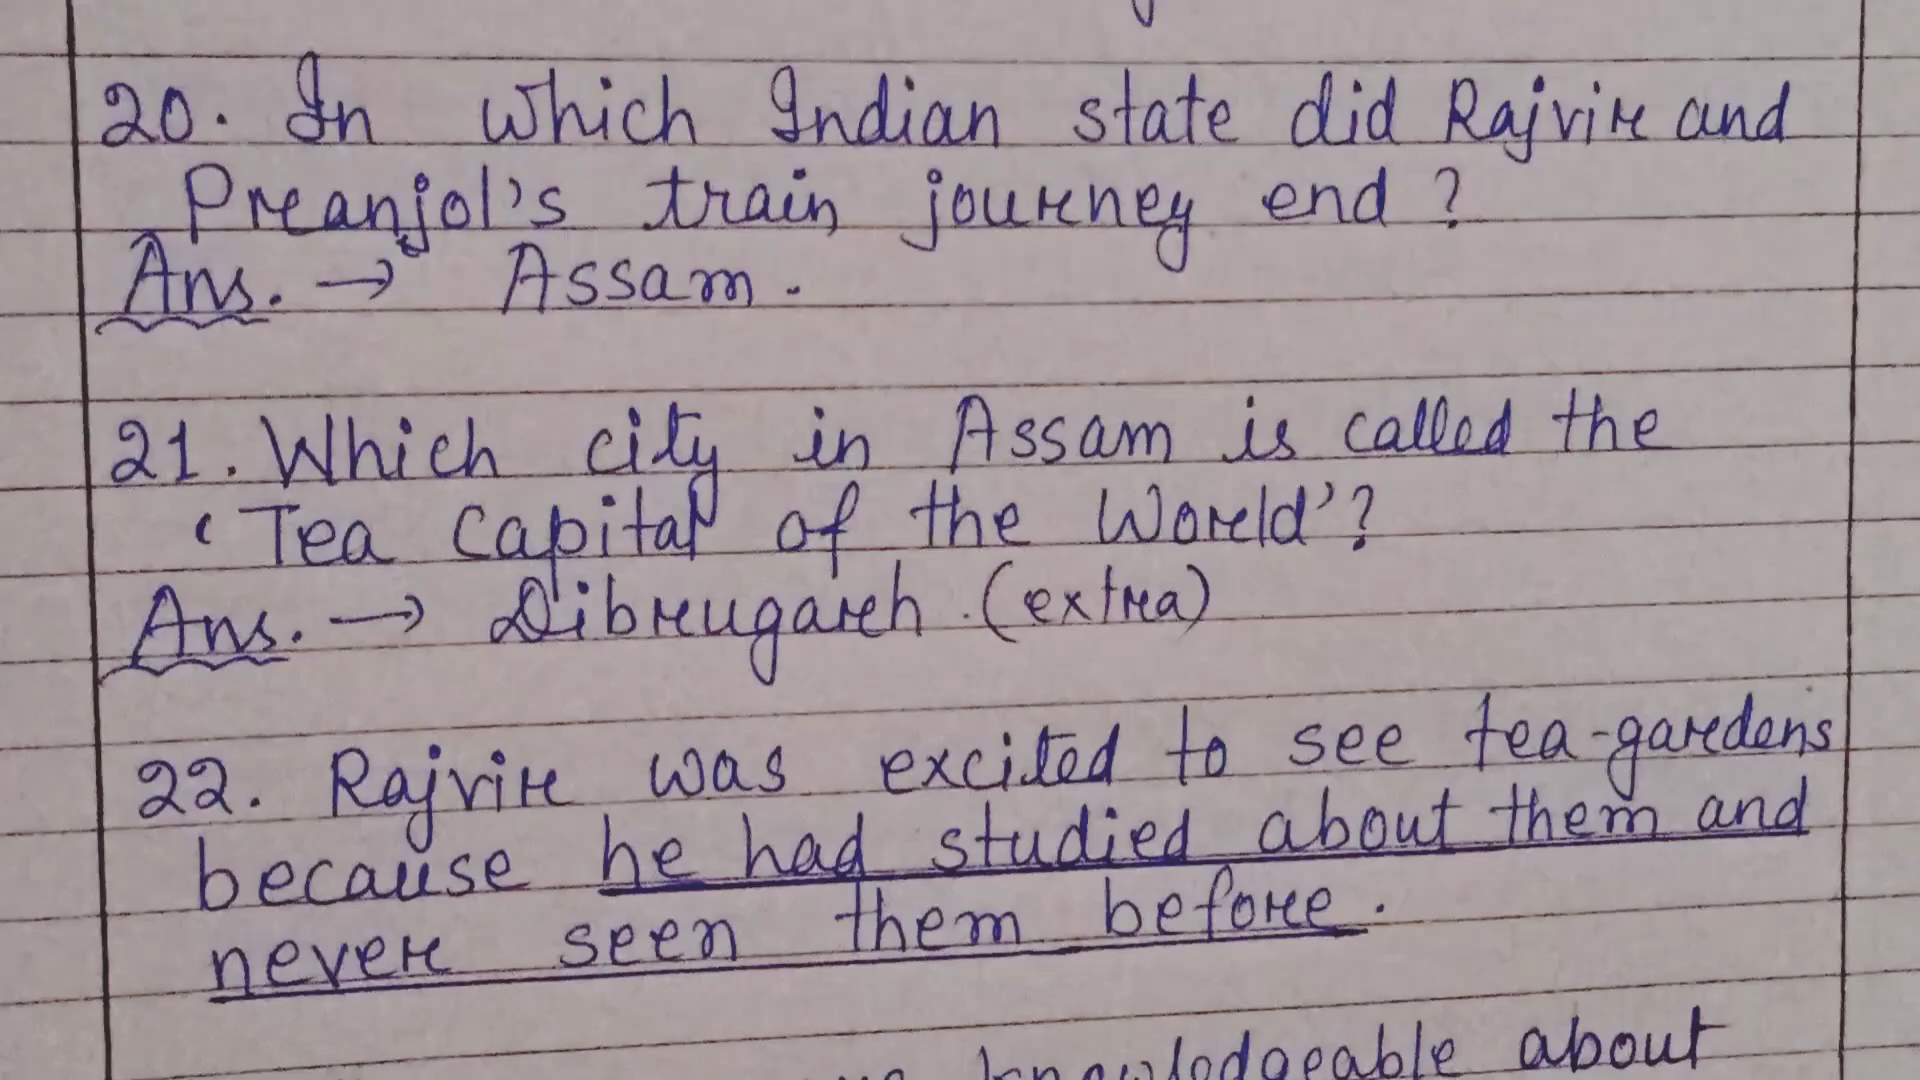 20. In which Indian state did Rajvir and
Pranjol's train journey end?
Ans. → Assam.
21. Which city in Assam is called the
'Tea Capital of the World'?
Ans. → Dibrugarh. (extra)
22. Rajvir was excited to see tea-gardens
because he had studied about them and
never seen them before.
knowledgeable about